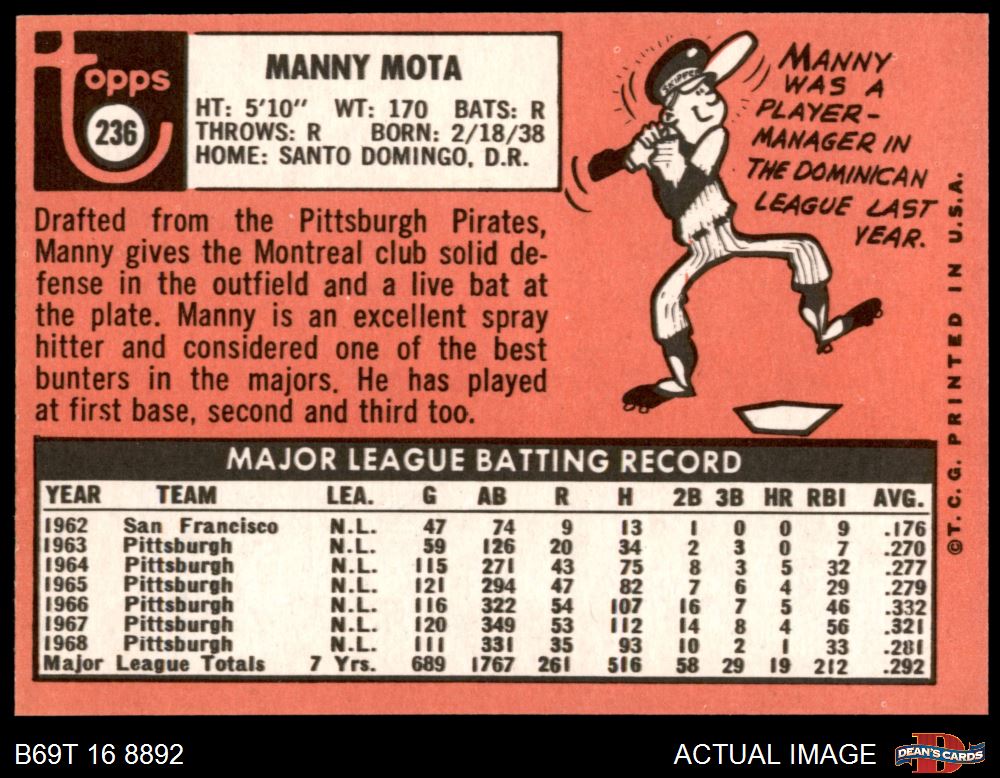 Topps
236
MANNY MOTA
HT: 5'10" WT: 170 BATS: R
THROWS: R BORN: 2/18/38
HOME: SANTO DOMINGO, D.R.
SKIPPER
MANNY
WAS A
PLAYER-
MANAGER IN
THE DOMINICAN
LEAGUE LAST
YEAR.
Drafted from the Pittsburgh Pirates,
Manny gives the Montreal club solid de-
fense in the outfield and a live bat at
the plate. Manny is an excellent spray
hitter and considered one of the best
bunters in the majors. He has played
at first base, second and third too.
©T.C.G. PRINTED IN U.S.A.
MAJOR LEAGUE BATTING RECORD
YEAR TEAM LEA. G AB R H 2B 3B HR RBI AVG.
1962 San Francisco N.L. 47 74 9 13 1 0 0 9 .176
1963 Pittsburgh N.L. 59 126 20 34 2 3 0 7 .270
1964 Pittsburgh N.L. 115 271 43 75 8 3 5 32 .277
1965 Pittsburgh N.L. 121 294 47 82 7 6 4 29 .279
1966 Pittsburgh N.L. 116 322 54 107 16 7 5 46 .332
1967 Pittsburgh N.L. 120 349 53 112 14 8 4 56 .321
1968 Pittsburgh N.L. 111 331 35 93 10 2 1 33 .281
Major League Totals 7 Yrs. 689 1767 261 516 58 29 19 212 .292
B69T 16 8892
ACTUAL IMAGE
DEAN'S CARDS